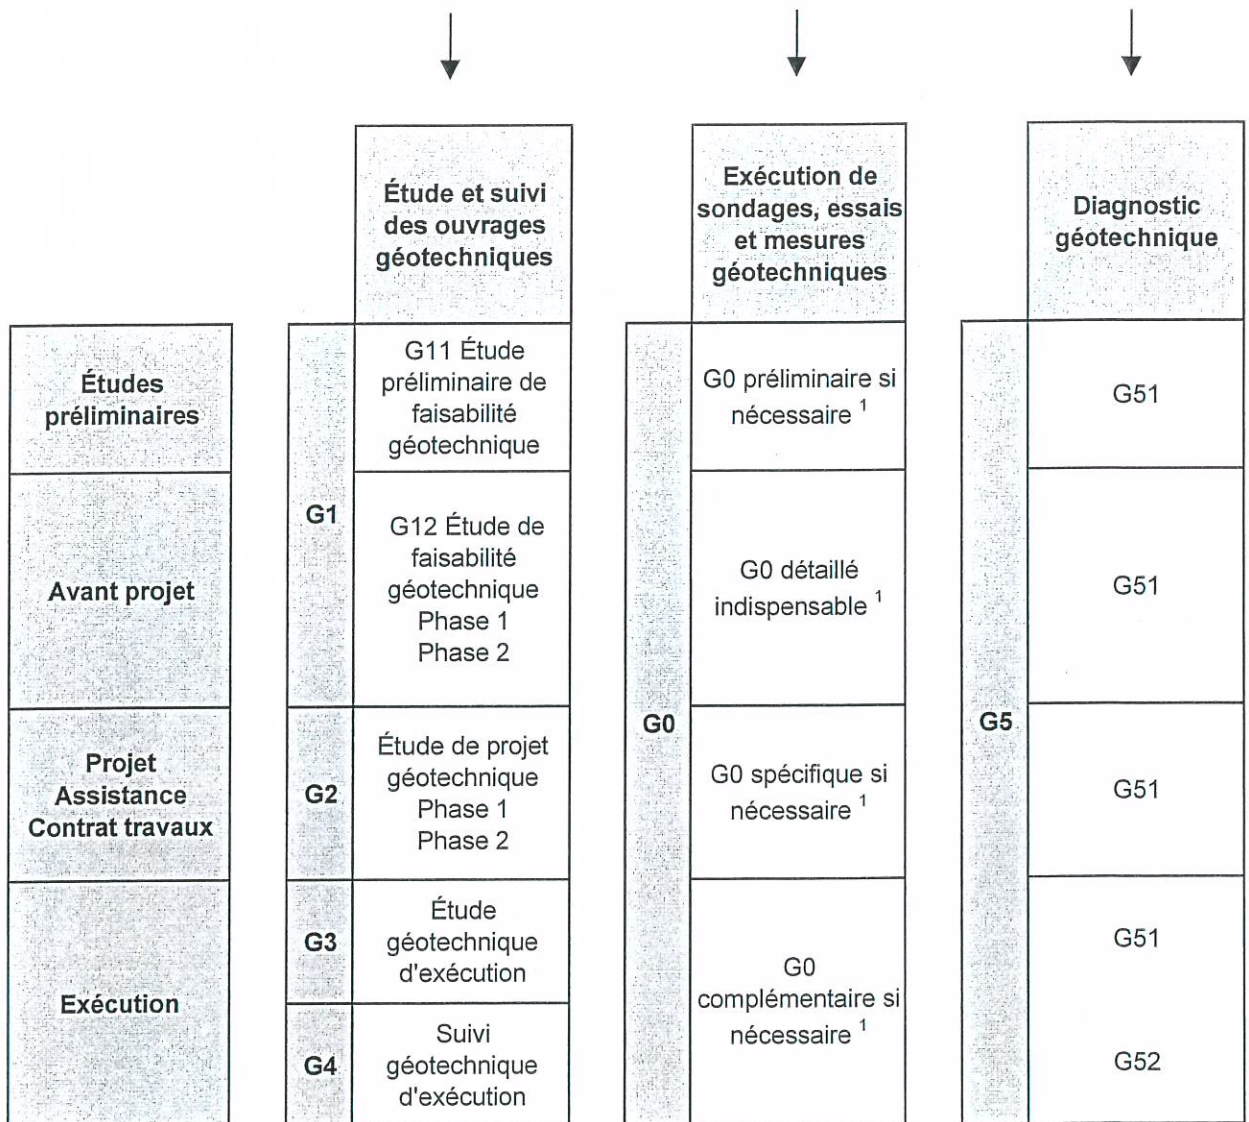 Étude et suivi
des ouvrages
géotechniques
Exécution de
sondages, essais
et mesures
géotechniques
Diagnostic
géotechnique
Études
préliminaires
G1
G11 Étude
préliminaire de
faisabilité
géotechnique
G0 préliminaire si
nécessaire 1
G51
Avant projet
G12 Étude de
faisabilité
géotechnique
Phase 1
Phase 2
G0 détaillé
indispensable 1
G51
G0
G5
Projet
Assistance
Contrat travaux
G2
Étude de projet
géotechnique
Phase 1
Phase 2
G0 spécifique si
nécessaire 1
G51
Exécution
G3
Étude
géotechnique
d'exécution
G0
complémentaire si
nécessaire 1
G51
G4
Suivi
géotechnique
d'exécution
G52